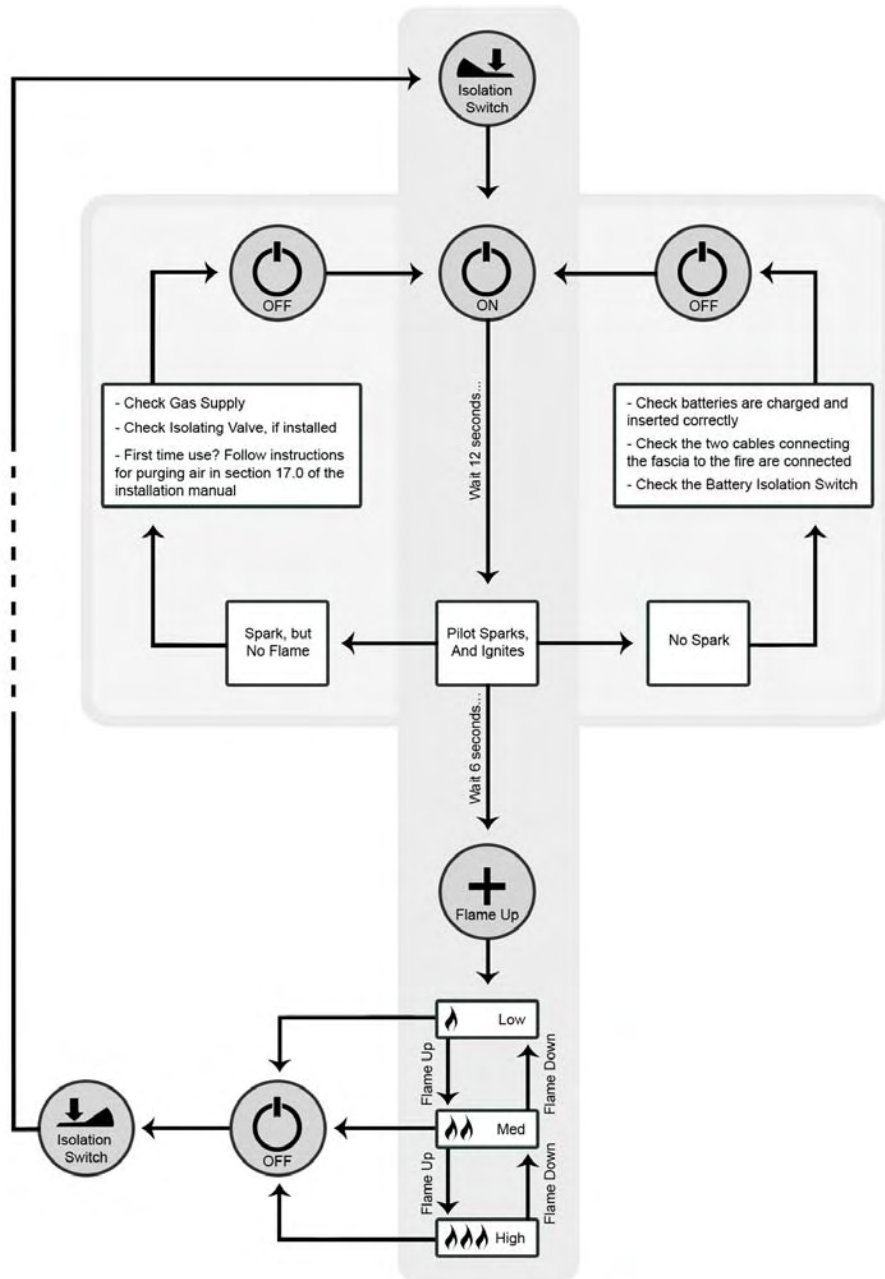 Isolation
Switch
OFF
ON
OFF
- Check Gas Supply
- Check Isolating Valve, if installed
- First time use? Follow instructions
for purging air in section 17.0 of the
installation manual
Wait 12 seconds...
- Check batteries are charged and
inserted correctly
- Check the two cables connecting
the fascia to the fire are connected
- Check the Battery Isolation Switch
Spark, but
No Flame
Pilot Sparks,
And Ignites
No Spark
Wait 6 seconds...
Flame Up
Low
Flame Up
Flame Down
Isolation
Switch
OFF
Med
Flame Up
Flame Down
High